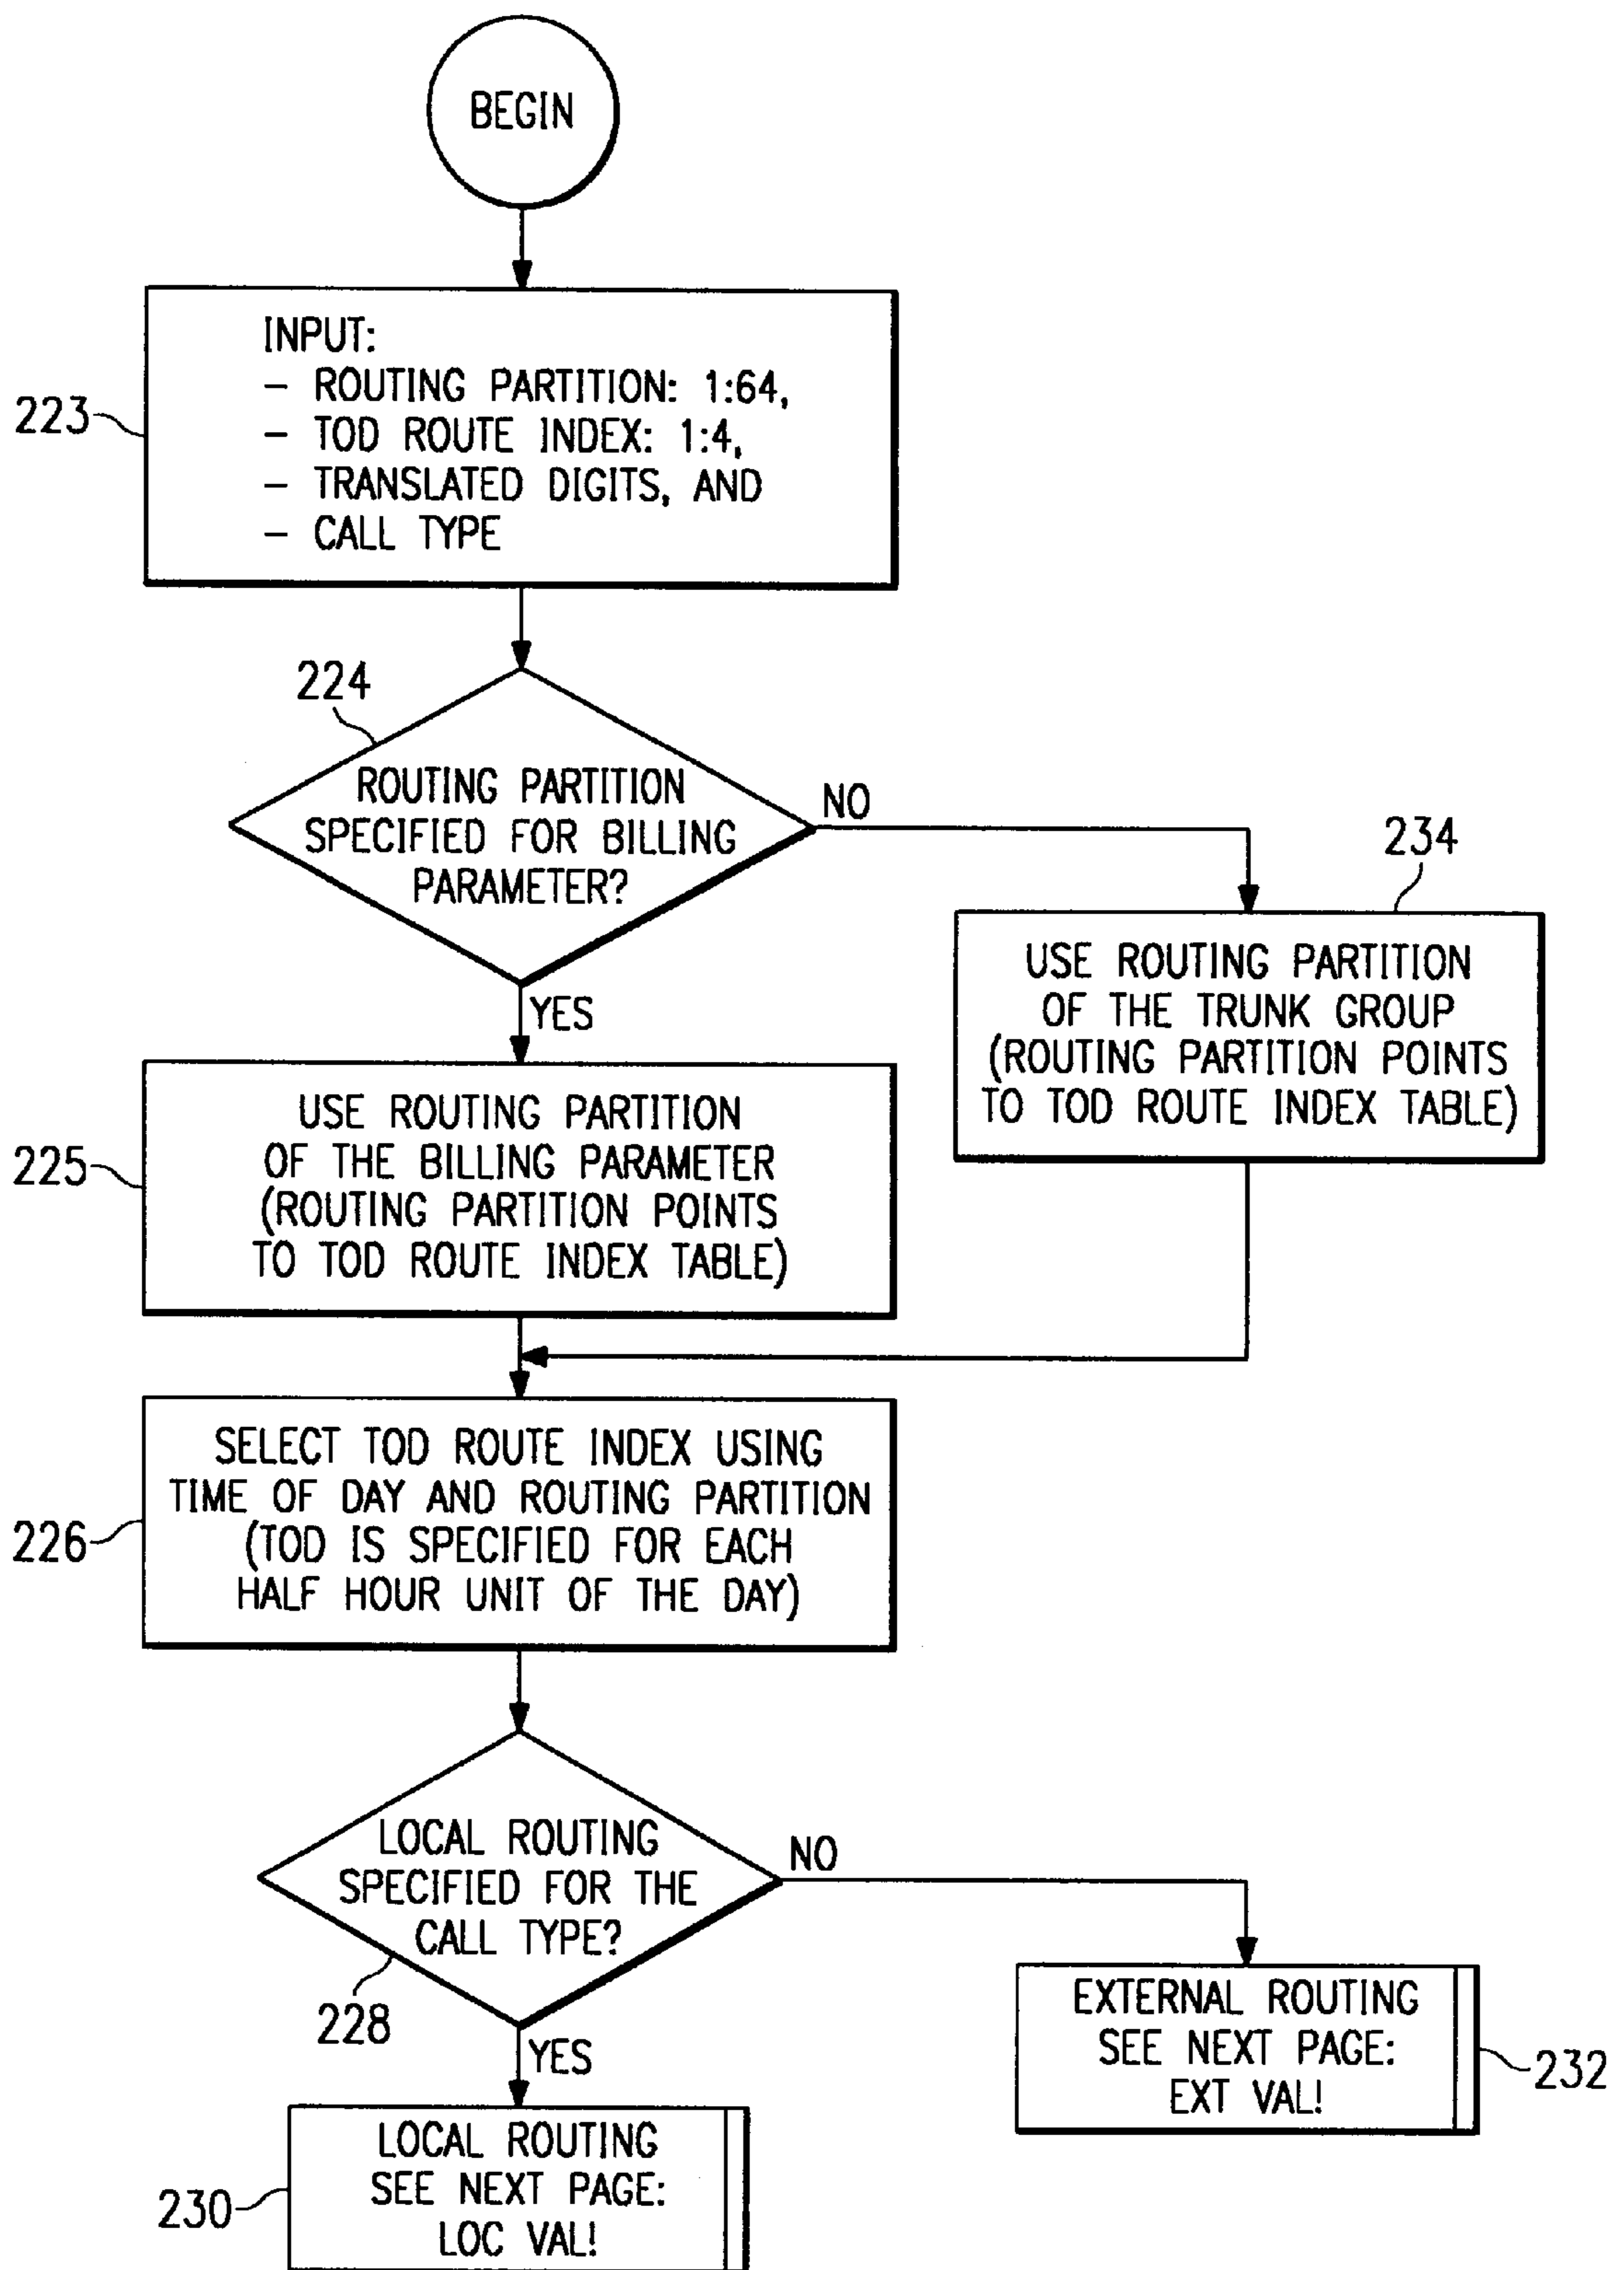 BEGIN
INPUT:
– ROUTING PARTITION: 1:64,
– TOD ROUTE INDEX: 1:4,
– TRANSLATED DIGITS, AND
– CALL TYPE
223
224
ROUTING PARTITION
SPECIFIED FOR BILLING
PARAMETER?
NO
234
USE ROUTING PARTITION
OF THE TRUNK GROUP
(ROUTING PARTITION POINTS
TO TOD ROUTE INDEX TABLE)
YES
USE ROUTING PARTITION
OF THE BILLING PARAMETER
(ROUTING PARTITION POINTS
TO TOD ROUTE INDEX TABLE)
225
SELECT TOD ROUTE INDEX USING
TIME OF DAY AND ROUTING PARTITION
(TOD IS SPECIFIED FOR EACH
HALF HOUR UNIT OF THE DAY)
226
LOCAL ROUTING
SPECIFIED FOR THE
CALL TYPE?
NO
228
EXTERNAL ROUTING
SEE NEXT PAGE:
EXT VAL!
232
YES
LOCAL ROUTING
SEE NEXT PAGE:
LOC VAL!
230